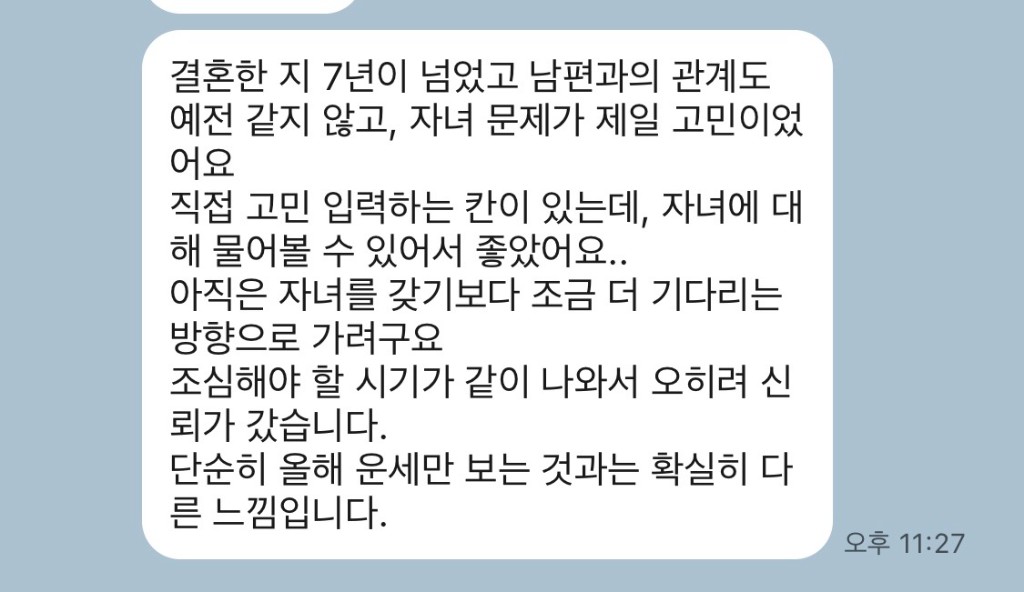 결혼한 지 7년이 넘었고 남편과의 관계도
예전 같지 않고, 자녀 문제가 제일 고민이었
어요
직접 고민 입력하는 칸이 있는데, 자녀에 대
해 물어볼 수 있어서 좋았어요..
아직은 자녀를 갖기보다 조금 더 기다리는
방향으로 가려구요
조심해야 할 시기가 같이 나와서 오히려 신
뢰가 갔습니다.
단순히 올해 운세만 보는 것과는 확실히 다
른 느낌입니다.
오후 11:27